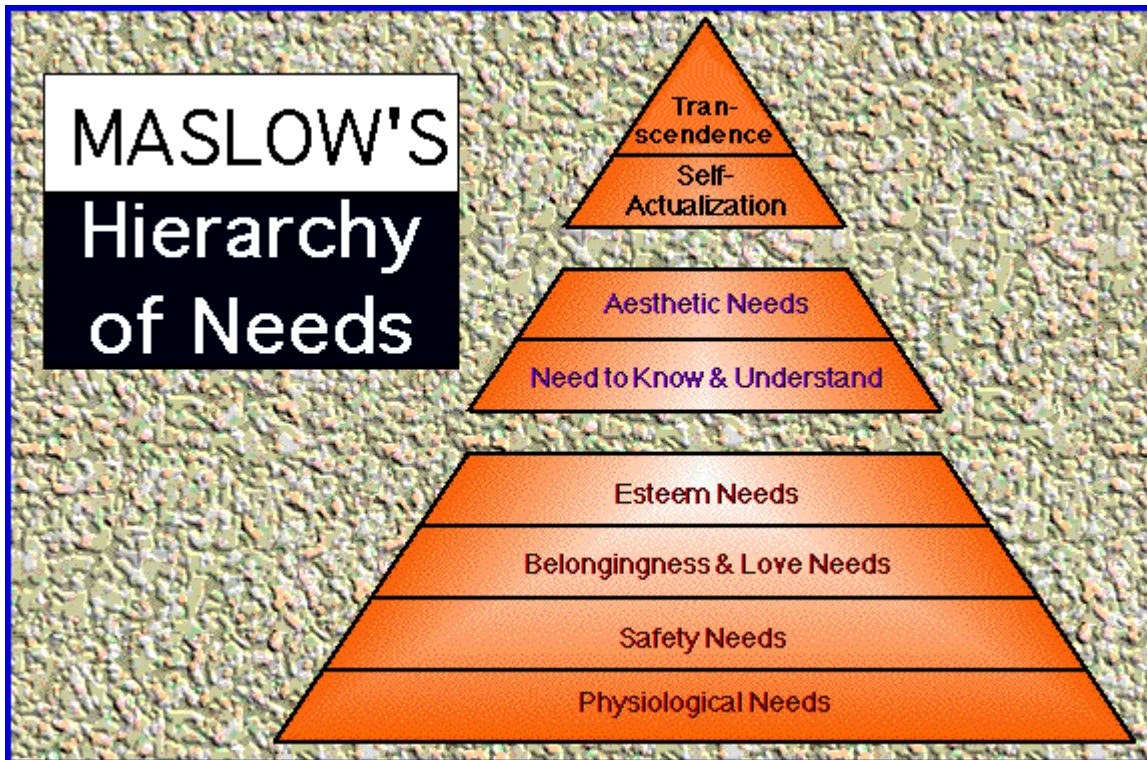 MASLOW'S
Hierarchy
of Needs
Tran-
scendence
Self-
Actualization
Aesthetic Needs
Need to Know & Understand
Esteem Needs
Belongingness & Love Needs
Safety Needs
Physiological Needs